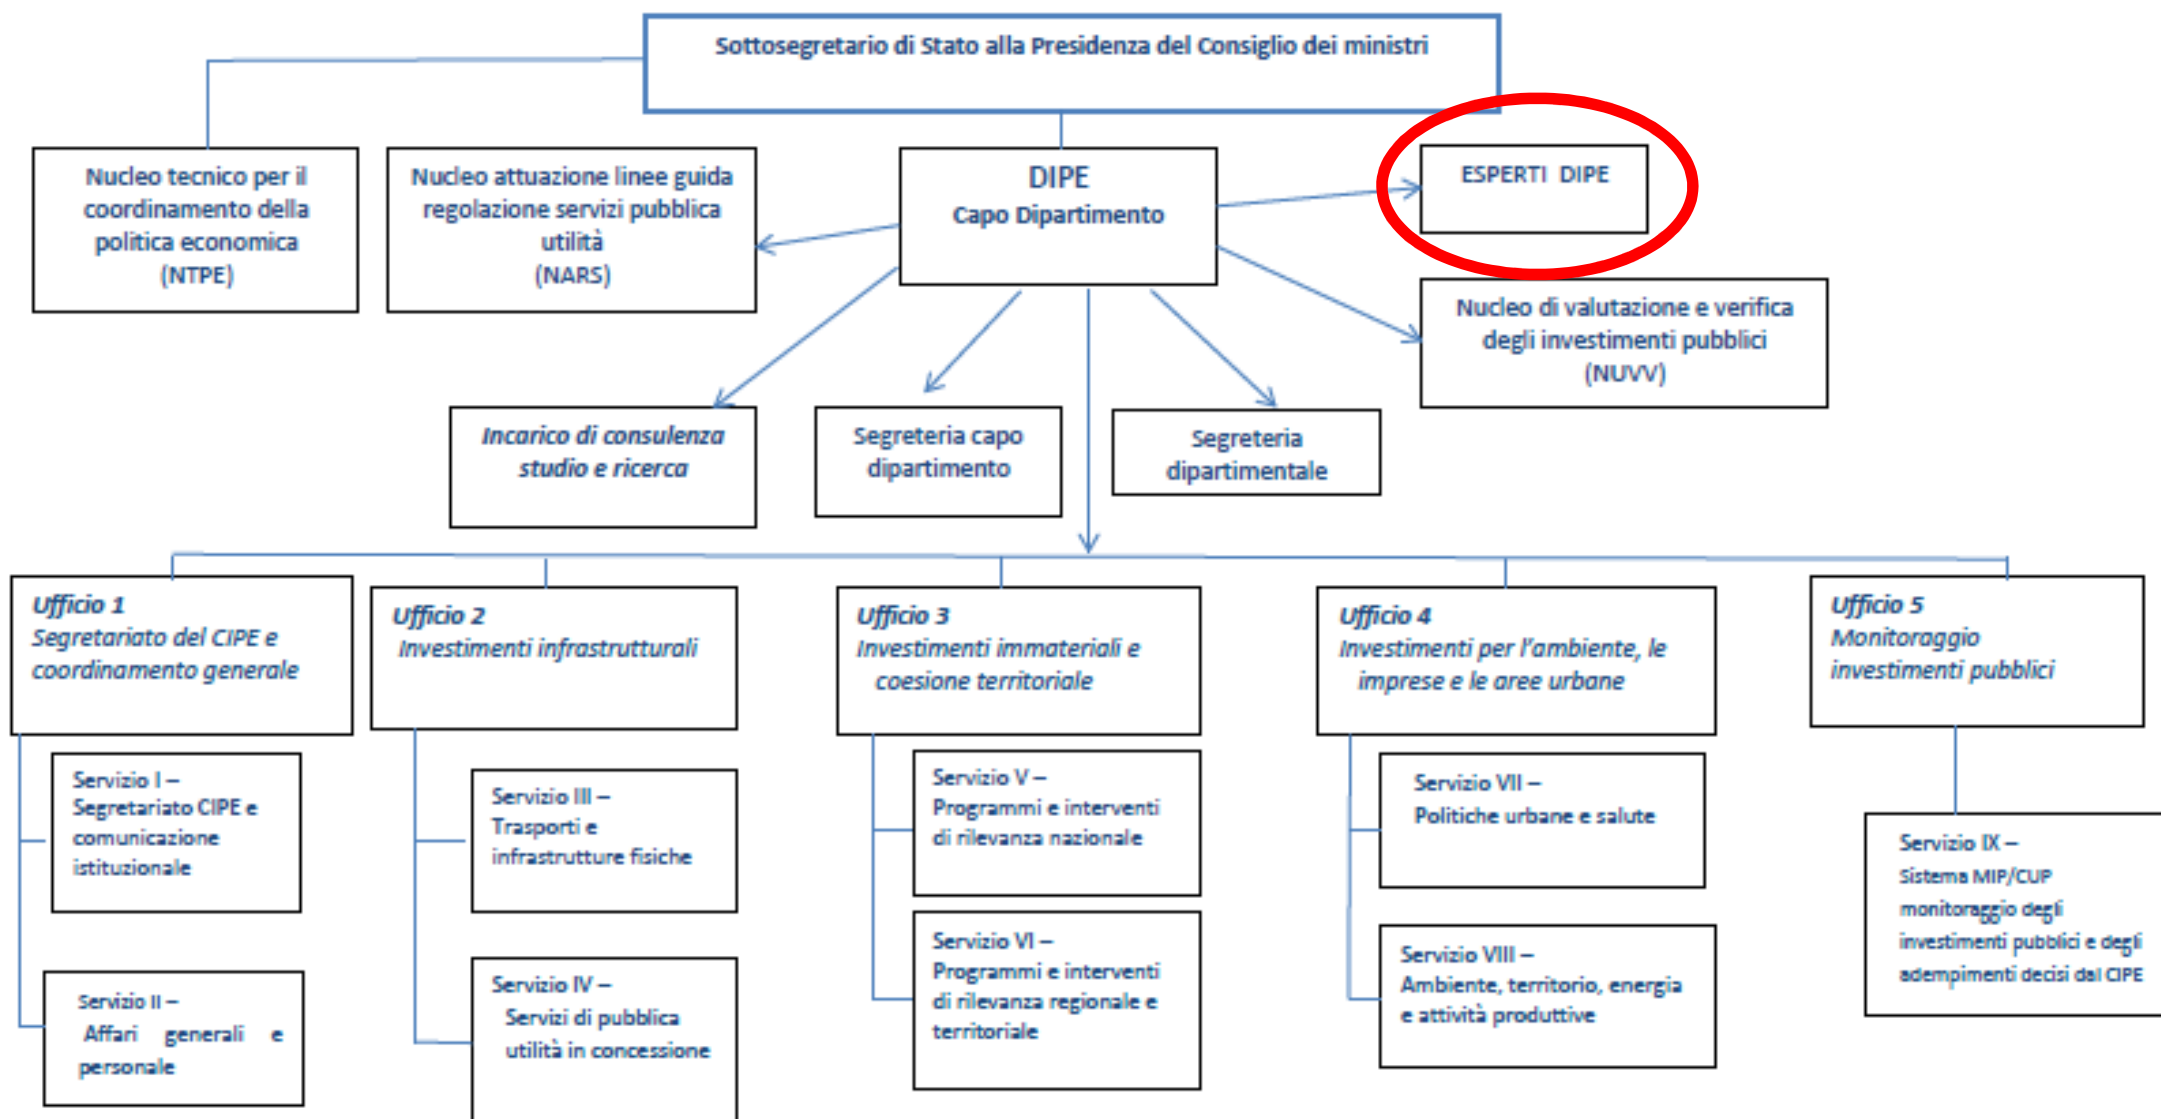 Sottosegretario di Stato alla Presidenza del Consiglio dei ministri
Nucleo tecnico per il
coordinamento della
politica economica
(NTPE)
Nucleo attuazione linee guida
regolazione servizi pubblica
utilità
(NARS)
DIPE
Capo Dipartimento
ESPERTI DIPE
Nucleo di valutazione e verifica
degli investimenti pubblici
(NUVV)
Incarico di consulenza
studio e ricerca
Segreteria capo
dipartimento
Segreteria
dipartimentale
Ufficio 1
Segretariato del CIPE e
coordinamento generale
Ufficio 2
Investimenti infrastrutturali
Ufficio 3
Investimenti immateriali e
coesione territoriale
Ufficio 4
Investimenti per l'ambiente, le
imprese e le aree urbane
Ufficio 5
Monitoraggio
investimenti pubblici
Servizio I –
Segretariato CIPE e
comunicazione
istituzionale
Servizio II –
Affari generali e
personale
Servizio III –
Trasporti e
infrastrutture fisiche
Servizio IV –
Servizi di pubblica
utilità in concessione
Servizio V –
Programmi e interventi
di rilevanza nazionale
Servizio VI –
Programmi e interventi
di rilevanza regionale e
territoriale
Servizio VII –
Politiche urbane e salute
Servizio VIII –
Ambiente, territorio, energia
e attività produttive
Servizio IX –
Sistema MIP/CUP
monitoraggio degli
investimenti pubblici e degli
adempimenti decisi dal CIPE